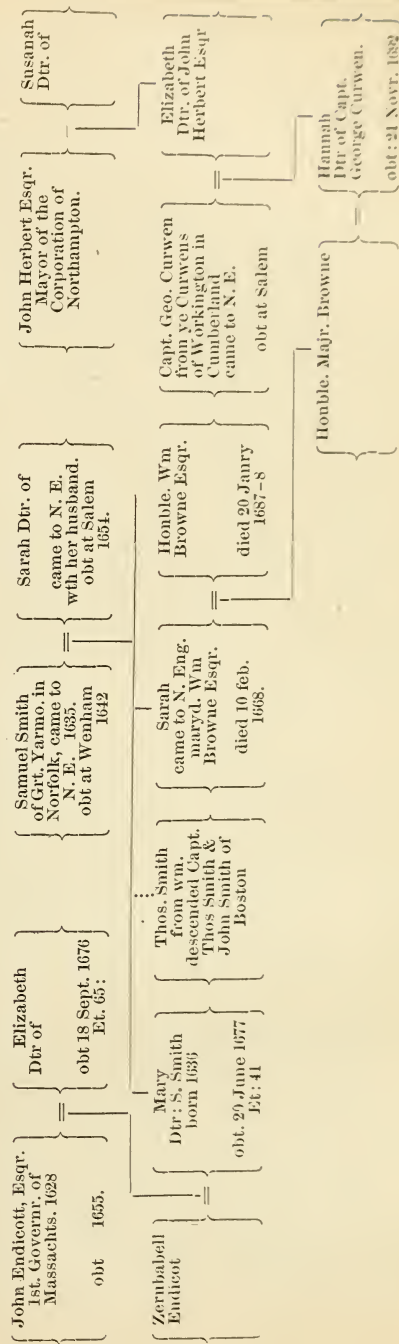 John Endicott, Esqr.
1st. Governr. of
Massachts. 1628
obt 1655.
Elizabeth
Dtr of
obt 18 Sept. 1676
Et. 65:
Samuel Smith
of Grt. Yarmo. in
Norfolk, came to
N. E. 1635.
obt at Wenham
1642
Sarah Dtr. of
came to N. E.
wth her husband.
obt at Salem
1654.
John Herbert Esqr.
Mayor of the
Corporation of
Northampton.
Susanah
Dtr. of
Zerubabell
Endicot
Mary
Dtr: S. Smith
born 1636
obt. 29 June 1677
Et: 41
Thos. Smith
from wm.
descended Capt.
Thos Smith &
John Smith of
Boston
Sarah
came to N. Eng.
maryd. Wm
Browne Esqr.
died 10 feb.
1668.
Honble. Wm
Browne Esqr.
died 20 Janry
1687-8
Capt. Geo. Curwen
from ye Curwens
of Workington in
Cumberland
came to N. E.
obt at Salem
Elizabeth
Dtr. of John
Herbert Esqr
Honble. Majr. Browne
Hannah
Dtr of Capt.
George Curwen.
obt: 21 Novr. 1692